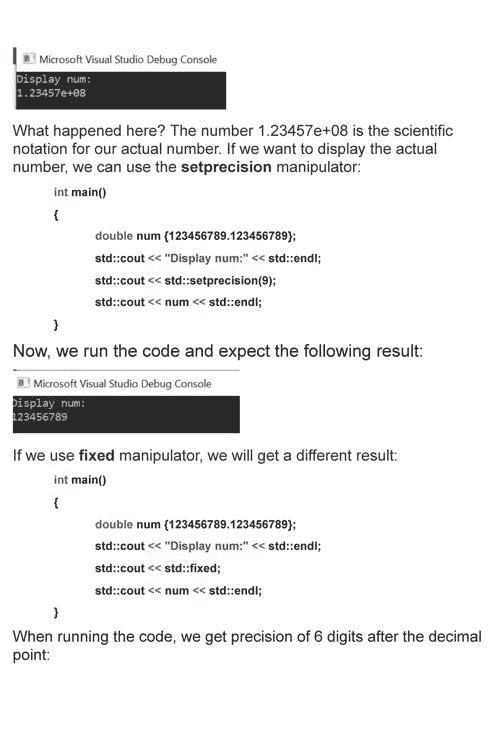 Microsoft Visual Studio Debug Console
Display num:
1.23457e+08
What happened here? The number 1.23457e+08 is the scientific
notation for our actual number. If we want to display the actual
number, we can use the setprecision manipulator:
int main()
{
double num {123456789.123456789};
std::cout << "Display num:" << std::endl;
std::cout << std::setprecision(9);
std::cout << num << std::endl;
}
Now, we run the code and expect the following result:
Microsoft Visual Studio Debug Console
Display num:
123456789
If we use fixed manipulator, we will get a different result:
int main()
{
double num {123456789.123456789};
std::cout << "Display num:" << std::endl;
std::cout << std::fixed;
std::cout << num << std::endl;
}
When running the code, we get precision of 6 digits after the decimal
point: